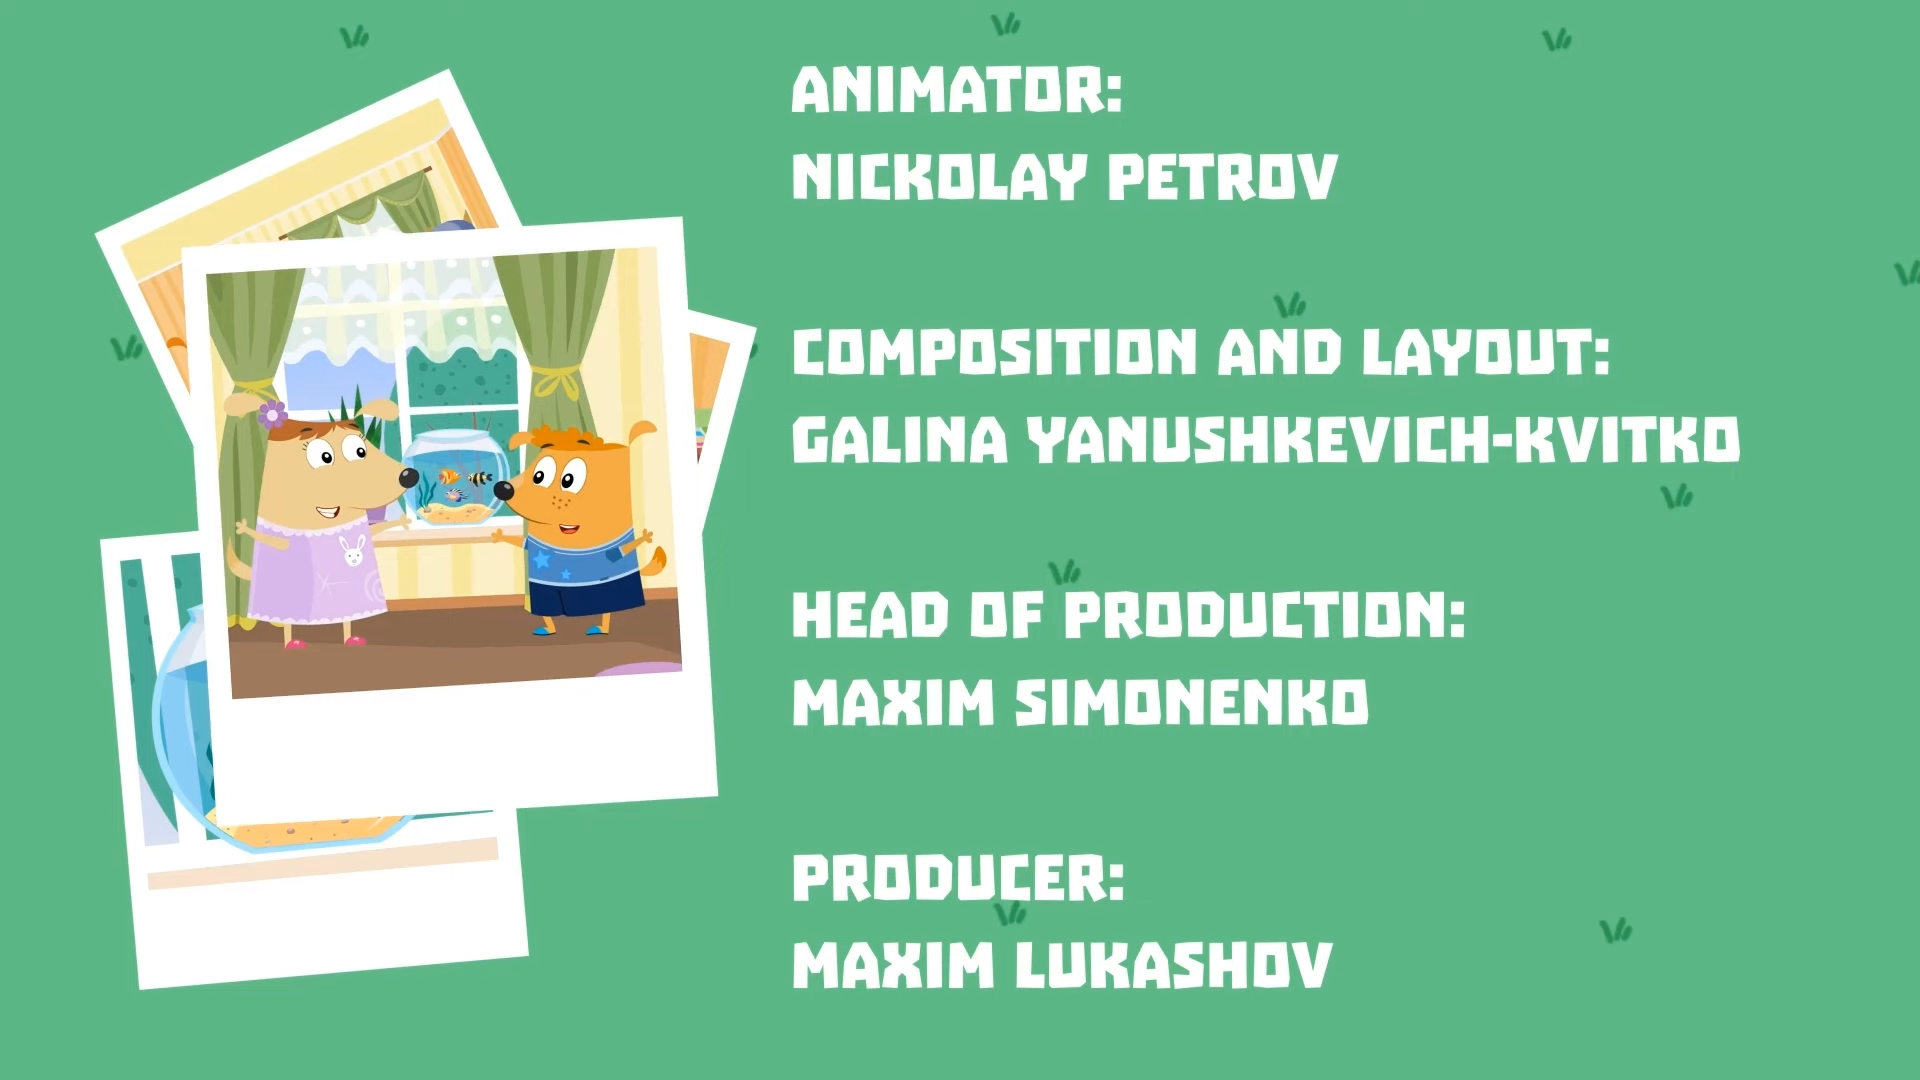 ANIMATOR:
NICKOLAY PETROV
COMPOSITION AND LAYOUT:
GALINA YANUSHKEVICH-KVITKO
HEAD OF PRODUCTION:
MAXIM SIMONENKO
PRODUCER:
MAXIM LUKASHOV